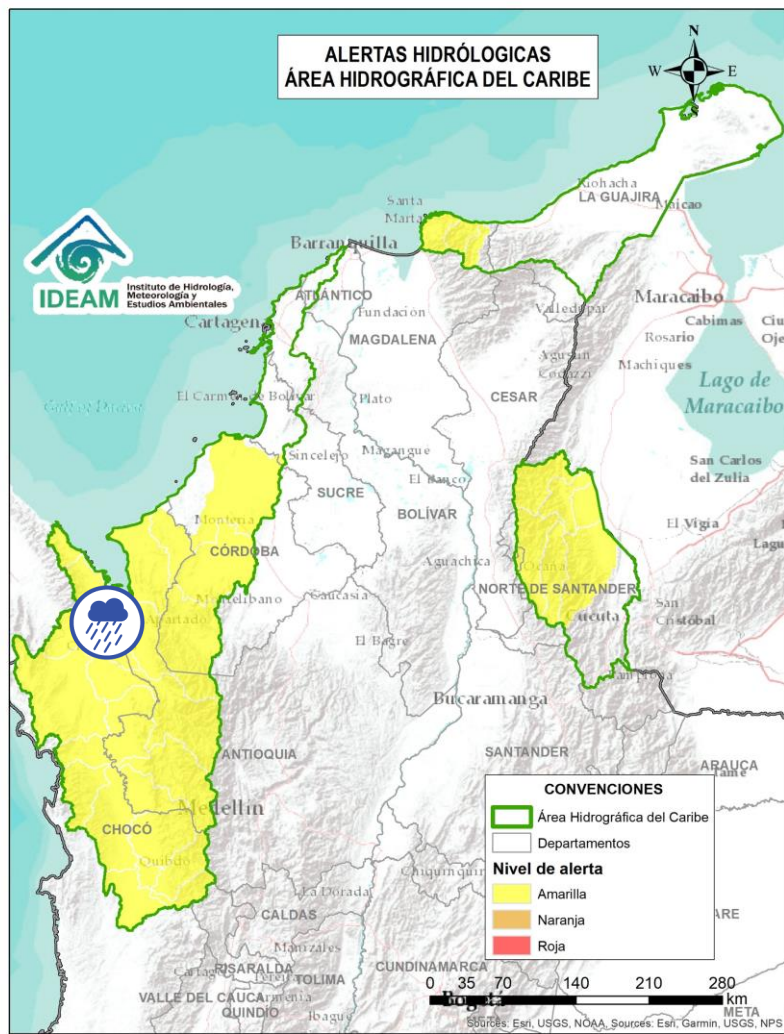 ALERTAS HIDRÓLOGICAS
ÁREA HIDROGRÁFICA DEL CARIBE
N
W
E
S
Riohacha
LA GUAJIRA
Maicao
Santa
Marta
Barranquilla
IDEAM
Instituto de Hidrología,
Meteorología y
Estudios Ambientales
ATLÁNTICO
Maracaibo
Fundación
Valledupar
Cabimas
Cartagen
MAGDALENA
Rosario
Agustín
Codazzi
Machiques
CESAR
Lago de
Maracaibo
El Carmen de Bolívar
Plato
Sincelejo
Magangue
San Carlos
del Zulia
SUCRE
El Banco
BOLÍVAR
Montería
El Vigía
CÓRDOBA
Aguachica
Ocaña
NORTE DE SANTANDER
Montelibano
Caucasia
Apartado
Cúcuta
San
Cristóbal
El Bagre
Pamplona
Bucaramanga
ANTIOQUIA
SANTANDER
ARAUCA
Medellín
CHOCÓ
Quibdó
CONVENCIONES
Área Hidrográfica del Caribe
Departamentos
Nivel de alerta
Amarilla
Naranja
Roja
La Dorada
CALDAS
Manizales
RISARALDA
TOLIMA
CUNDINAMARCA
VALLE DEL CAUCA
Armenia
QUINDÍO
Ibagué
Bogotá
META
0 35 70 140 210 280
km
Sources: Esri, USGS, NOAA, Sources: Esri, Garmin, USGS, NPS